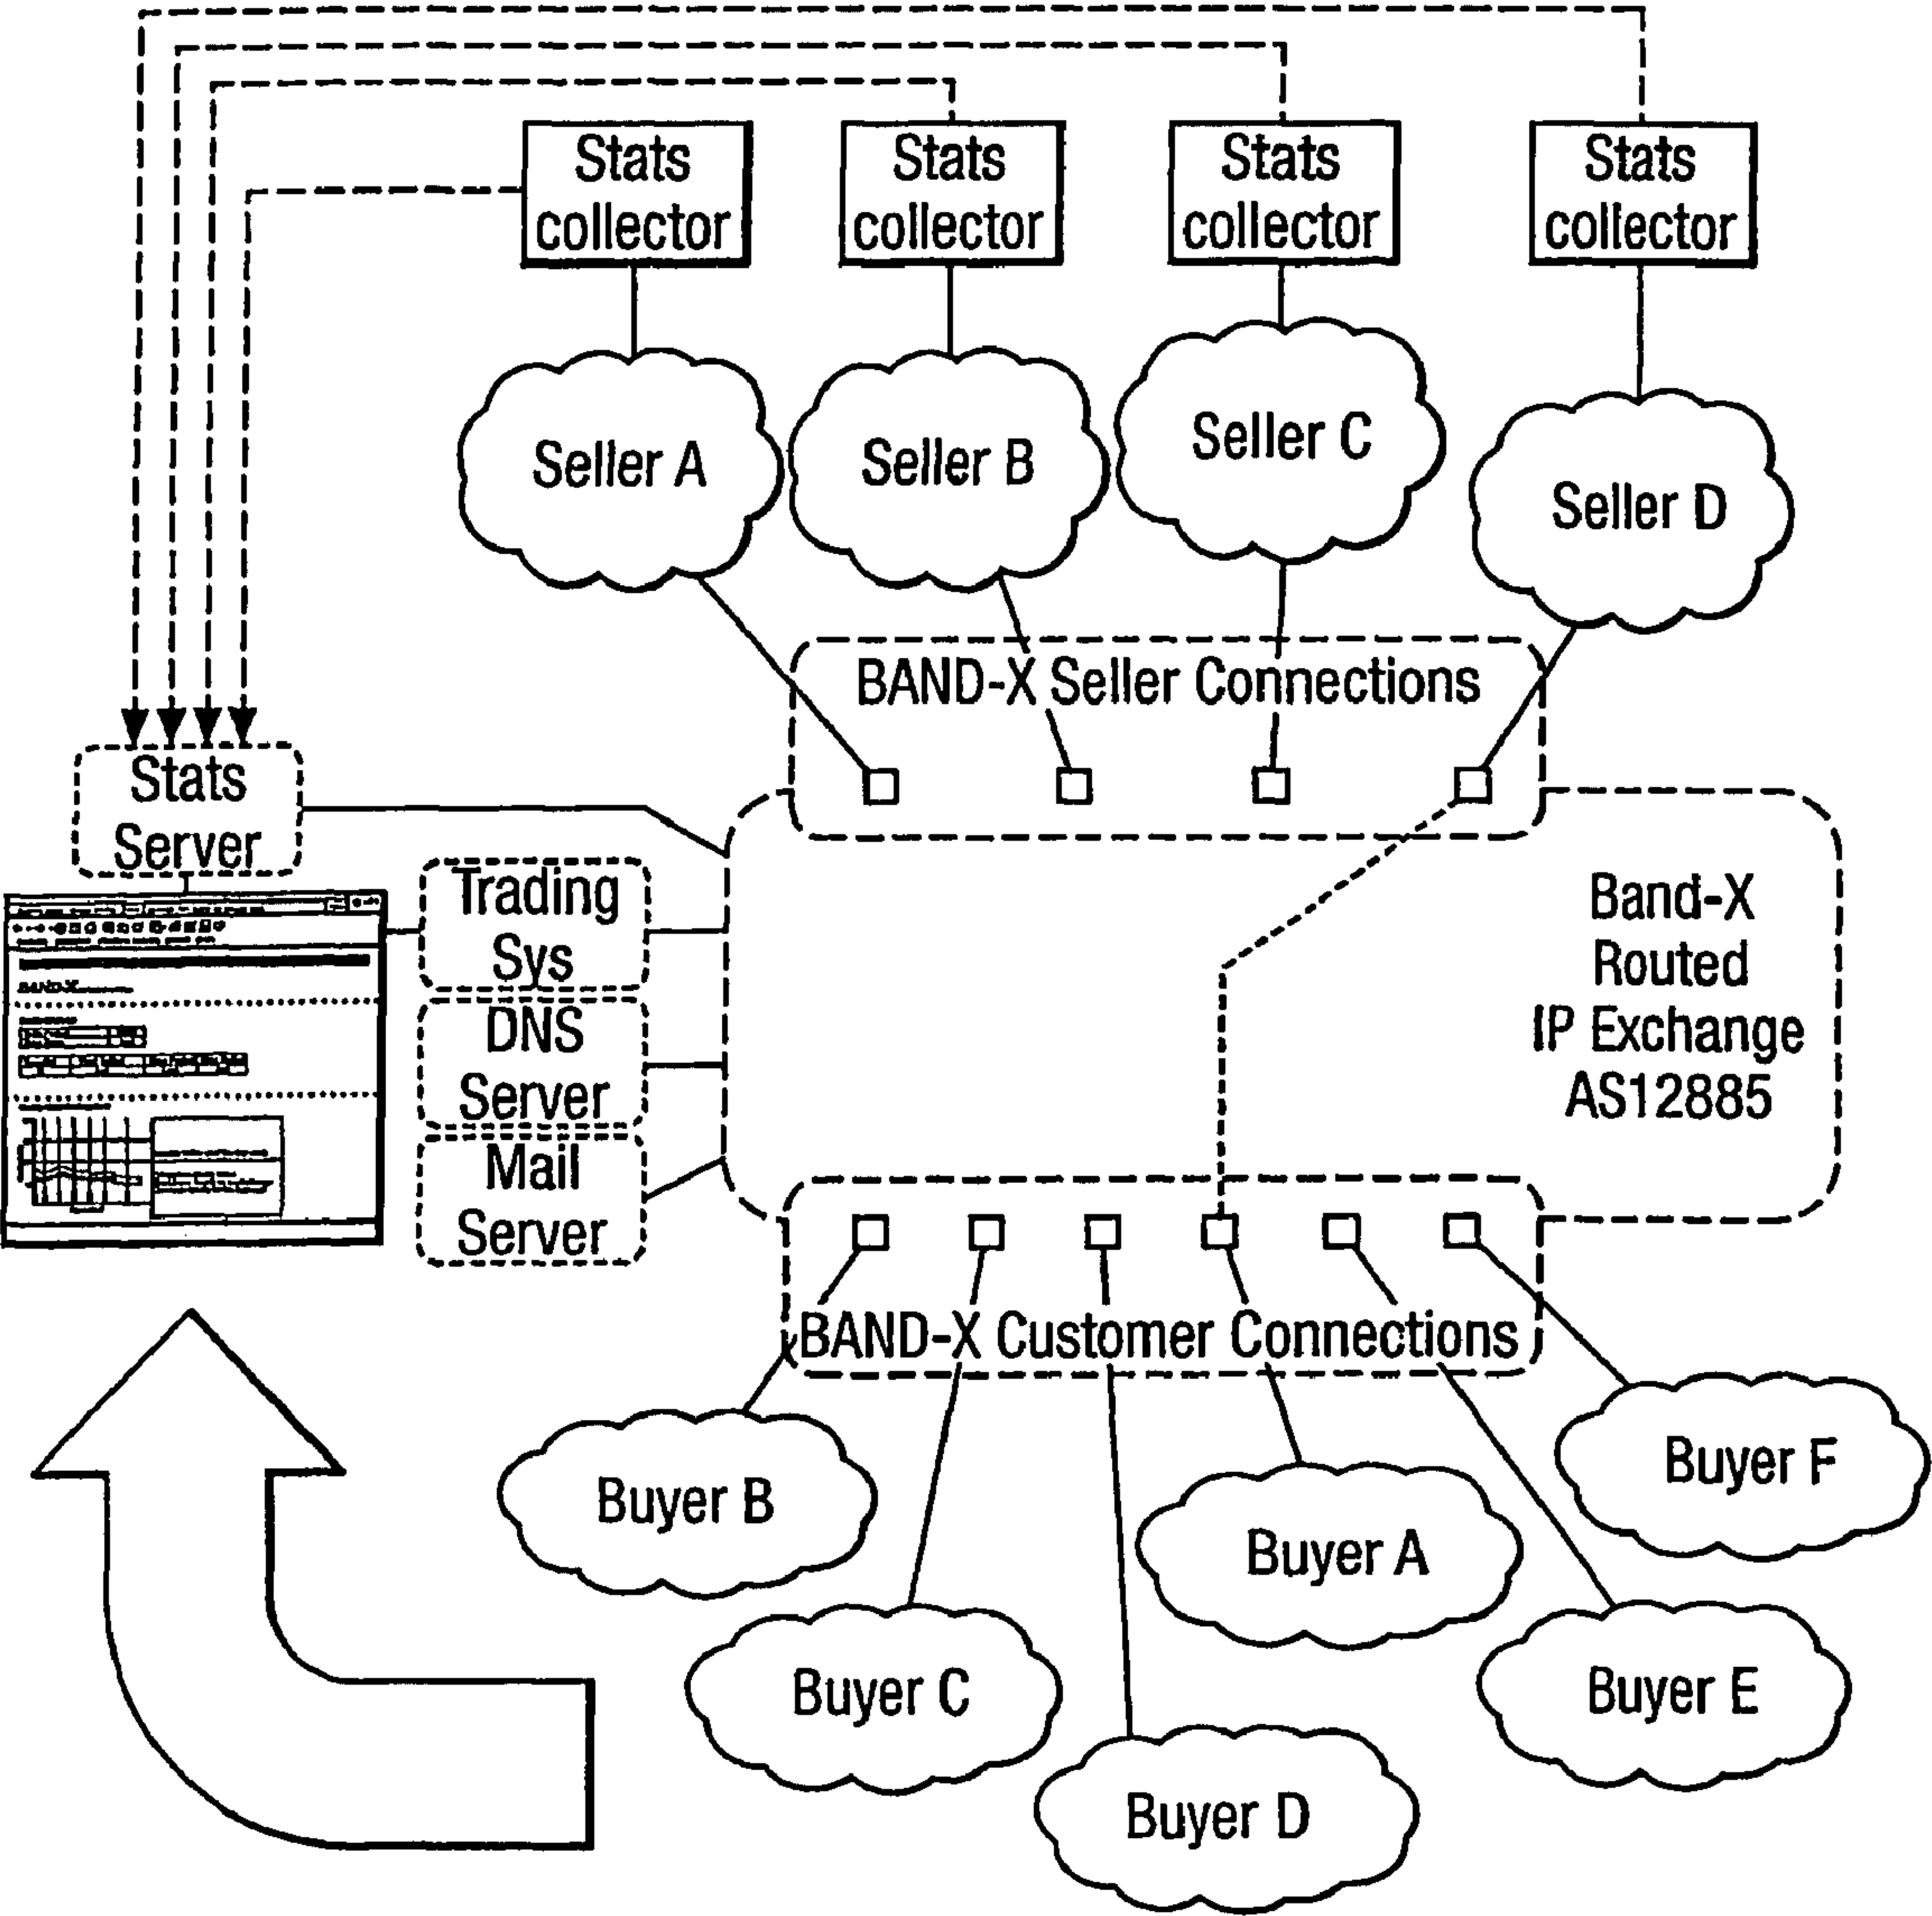 Stats
collector
Stats
collector
Stats
collector
Stats
collector
Seller A
Seller B
Seller C
Seller D
BAND-X Seller Connections
Stats
Server
Trading
Sys
DNS
Server
Mail
Server
BAND-X
Band-X
Routed
IP Exchange
AS12885
BAND-X Customer Connections
Buyer B
Buyer C
Buyer D
Buyer A
Buyer E
Buyer F